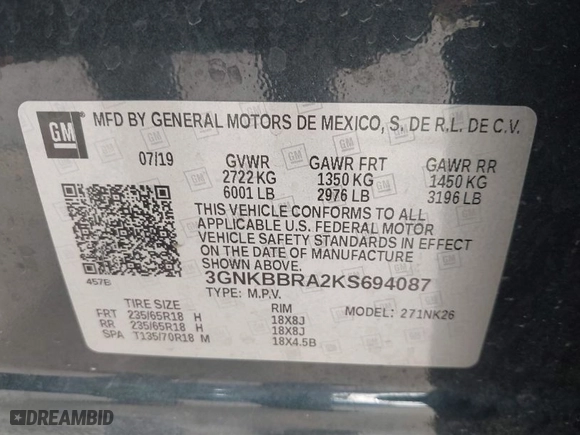 GM
MFD BY GENERAL MOTORS DE MEXICO, S. DE R.L. DE C.V.
07/19 GVWR GAWR FRT GAWR RR
2722 KG 1350 KG 1450 KG
6001 LB 2976 LB 3196 LB
THIS VEHICLE CONFORMS TO ALL
APPLICABLE U.S. FEDERAL MOTOR
VEHICLE SAFETY STANDARDS IN EFFECT
ON THE DATE OF MANUFACTURE
SHOWN ABOVE.
457B
3GNKBBRA2KS694087
TYPE: M.P.V.
TIRE SIZE RIM MODEL: 271NK26
FRT 235/65R18 H 18X8J
RR 235/65R18 H 18X8J
SPA T135/70R18 M 18X4.5B
DREAMBID